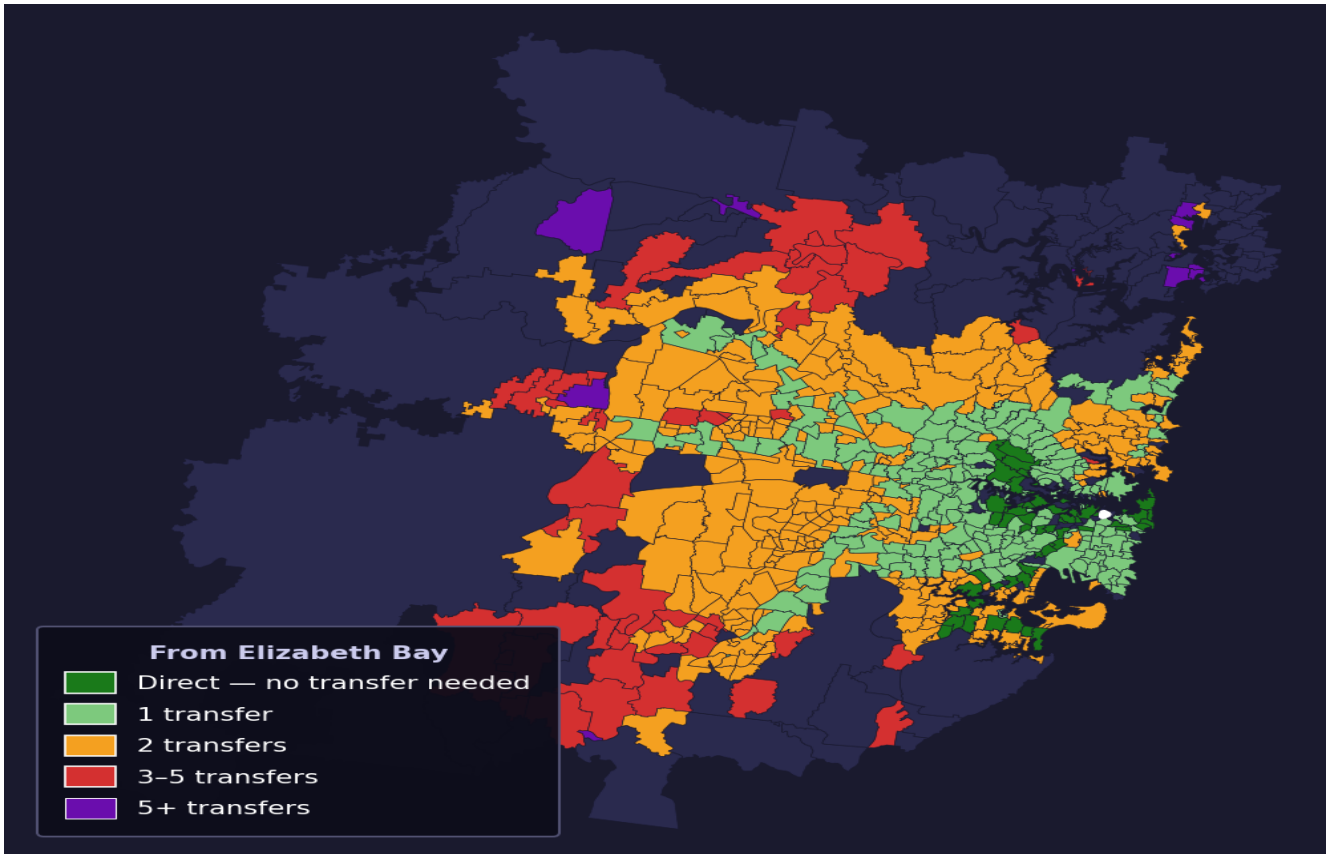 From Elizabeth Bay
Direct — no transfer needed
1 transfer
2 transfers
3–5 transfers
5+ transfers